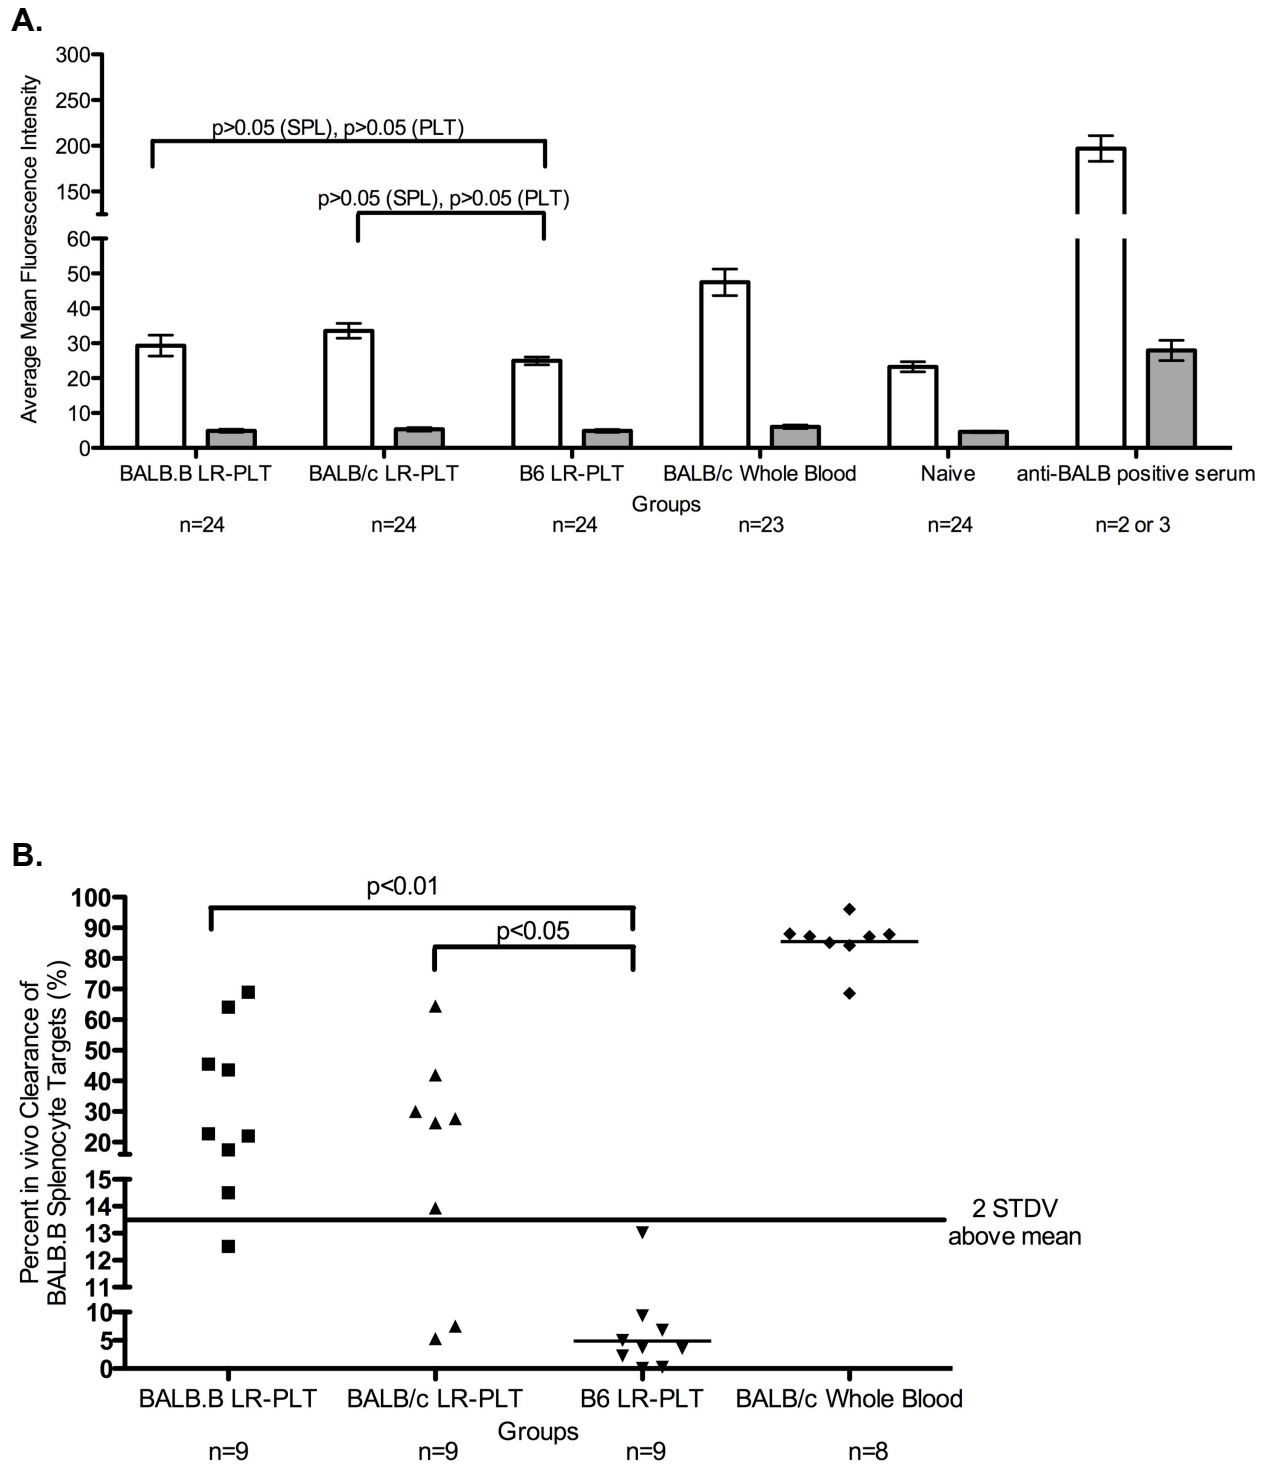 A.
Average Mean Fluorescence Intensity
300
250
200
150
60
50
40
30
20
10
0
p>0.05 (SPL), p>0.05 (PLT)
p>0.05 (SPL), p>0.05 (PLT)
BALB.B LR-PLT BALB/c LR-PLT B6 LR-PLT BALB/c Whole Blood Naive anti-BALB positive serum
Groups
n=24 n=24 n=24 n=23 n=24 n=2 or 3
B.
Percent in vivo Clearance of
BALB.B Splenocyte Targets (%)
100
90
80
70
60
50
40
30
20
15
14
13
12
11
10
5
0
p<0.01
p<0.05
2 STDV
above mean
BALB.B LR-PLT BALB/c LR-PLT B6 LR-PLT BALB/c Whole Blood
Groups
n=9 n=9 n=9 n=8